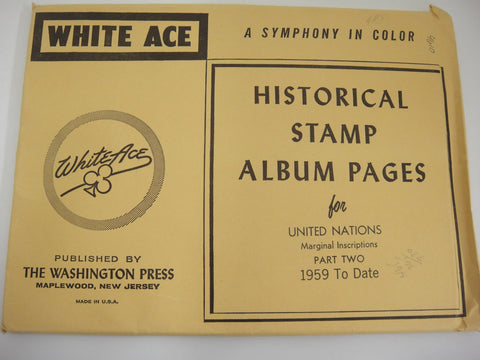 WHITE ACE
A SYMPHONY IN COLOR
HISTORICAL
STAMP
ALBUM PAGES
for
UNITED NATIONS
Marginal Inscriptions
PART TWO
1959 To Date
White Ace
PUBLISHED BY
THE WASHINGTON PRESS
MAPLEWOOD, NEW JERSEY
MADE IN U.S.A.